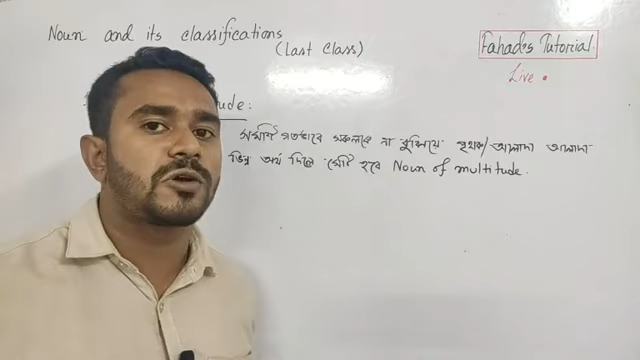 Noun and its classifications
(Last Class)
Fahades Tutorial
Live
ude:
সমষ্টিগতভাবে সকলকে না বুঝিয়ে পৃথক/আলাদা আলাদা
ভিন্ন অর্থ দিলে সেটি হবে Noun of multitude.